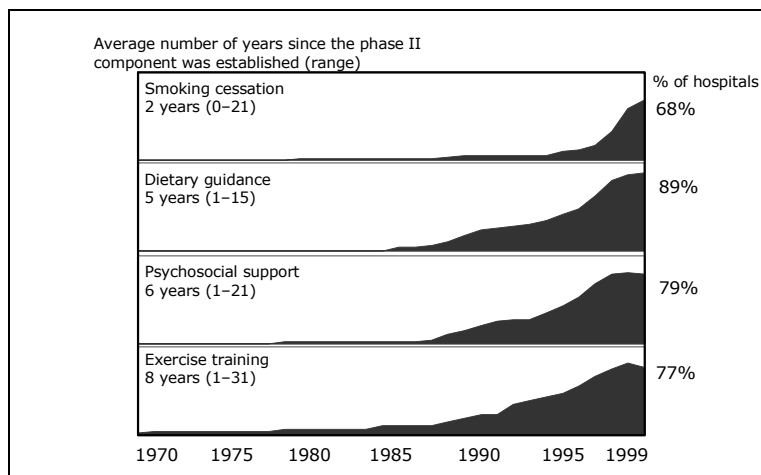 Average number of years since the phase II
component was established (range)
% of hospitals
Smoking cessation
2 years (0–21)
68%
Dietary guidance
5 years (1–15)
89%
Psychosocial support
6 years (1–21)
79%
Exercise training
8 years (1–31)
77%
1970 1975 1980 1985 1990 1995 1999